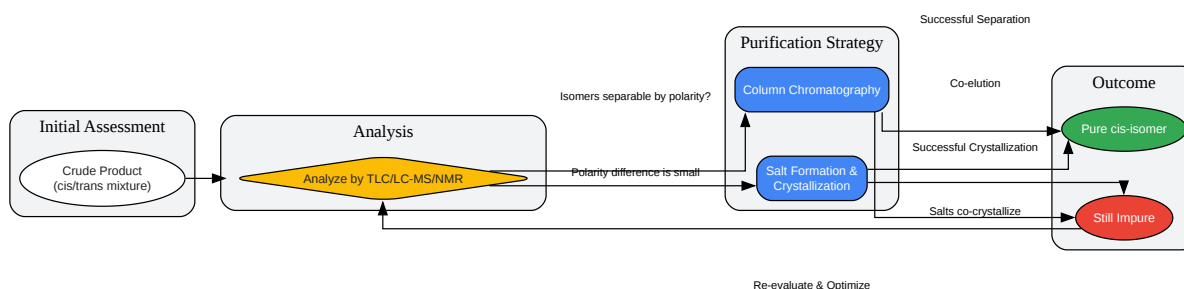 Initial Assessment
Crude Product
(cis/trans mixture)
Analysis
Analyze by TLC/LC-MS/NMR
Isomers separable by polarity?
Polarity difference is small
Purification Strategy
Column Chromatography
Salt Formation &
Crystallization
Successful Separation
Co-elution
Successful Crystallization
Salts co-crystallize
Outcome
Pure cis-isomer
Still Impure
Re-evaluate & Optimize